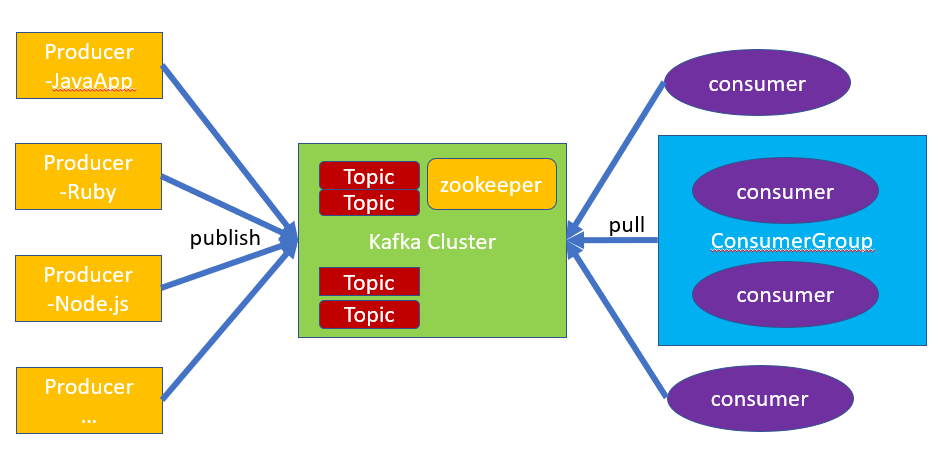 Producer
-JavaApp
Producer
-Ruby
Producer
-Node.js
Producer
...
publish
Topic
Topic
zookeeper
Kafka Cluster
Topic
Topic
pull
consumer
consumer
ConsumerGroup
consumer
consumer